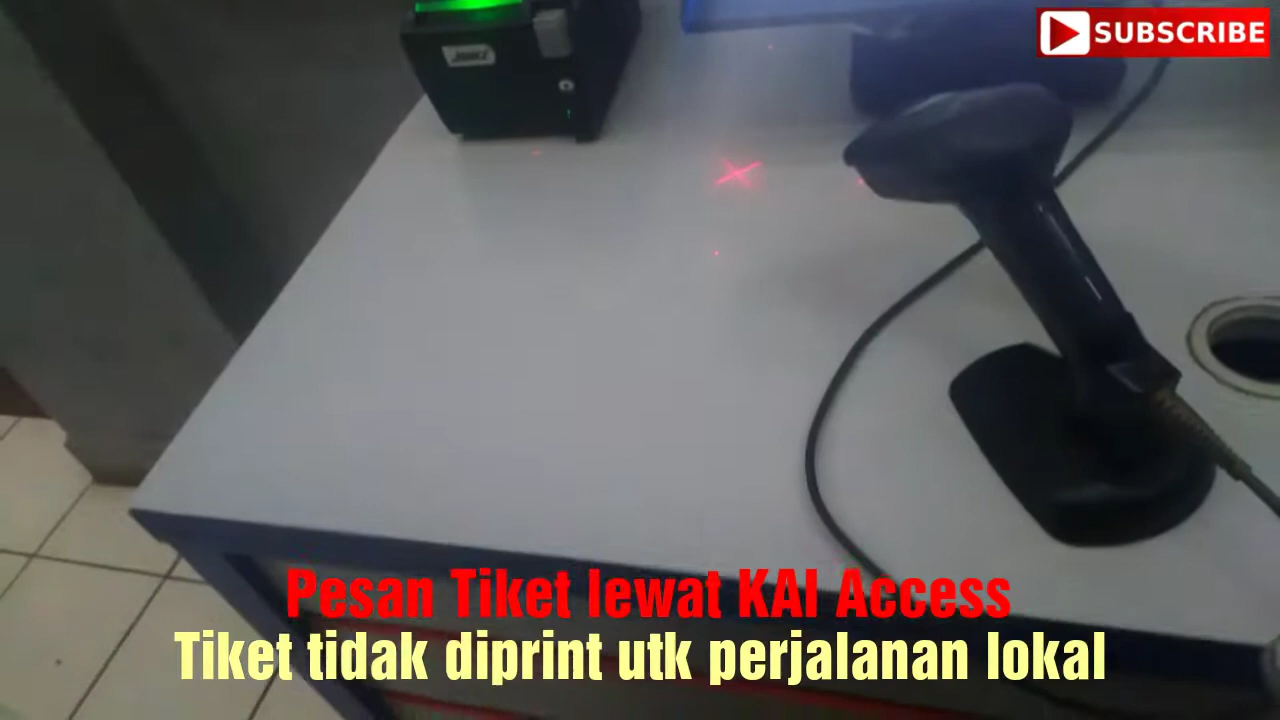 SUBSCRIBE
Pesan Tiket lewat KAI Access
Tiket tidak diprint utk perjalanan lokal